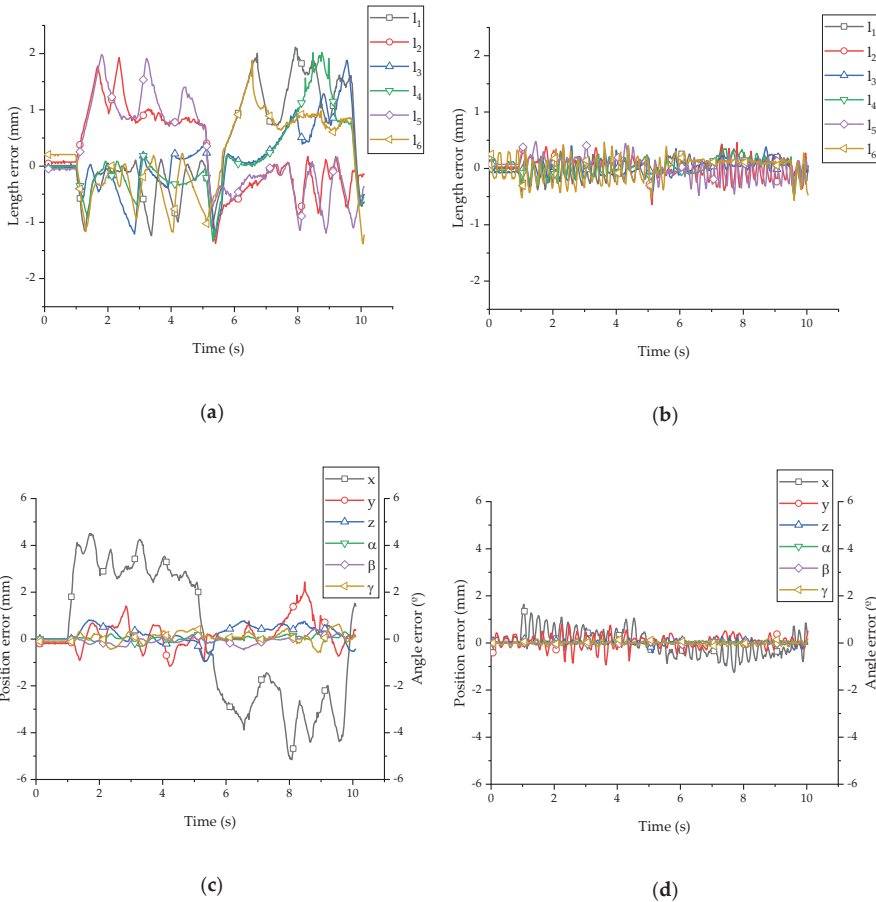 l1
l2
l3
l4
l5
l6
2
1
0
-1
-2
Length error (mm)
0 2 4 6 8 10
Time (s)
(a)
l1
l2
l3
l4
l5
l6
2
1
0
-1
-2
Length error (mm)
0 2 4 6 8 10
Time (s)
(b)
x
y
z
α
β
γ
6 6
4 4
2 2
0 0
-2 -2
-4 -4
-6 -6
Position error (mm)
Angle error (º)
0 2 4 6 8 10
Time (s)
(c)
x
y
z
α
β
γ
6 6
4 4
2 2
0 0
-2 -2
-4 -4
-6 -6
Position error (mm)
Angle error (º)
0 2 4 6 8 10
Time (s)
(d)